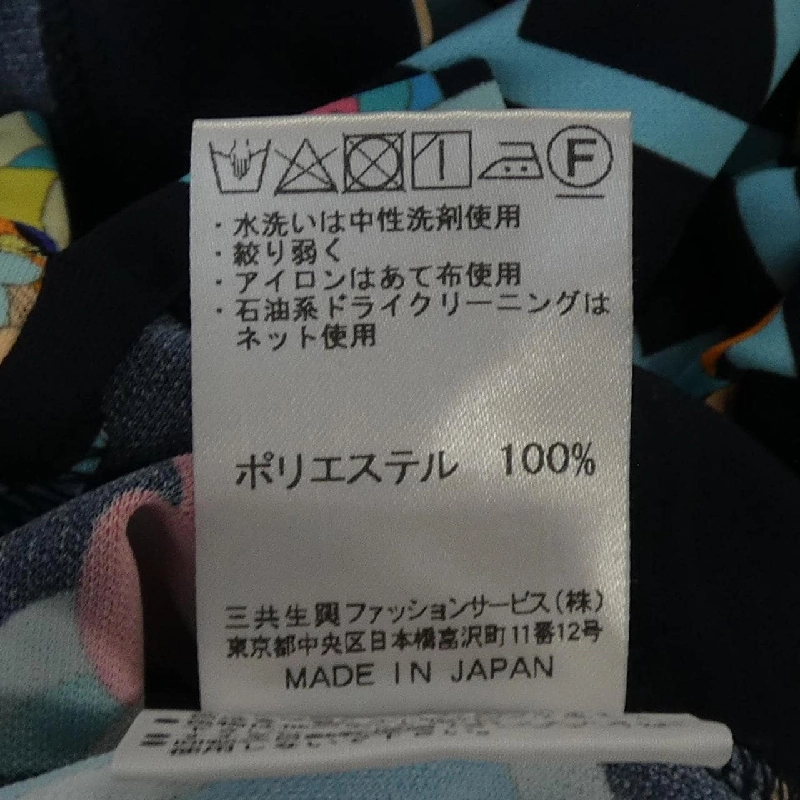 F
・水洗いは中性洗剤使用
・絞り弱く
・アイロンはあて布使用
・石油系ドライクリーニングは
ネット使用
ポリエステル 100%
三共生興ファッションサービス(株)
東京都中央区日本橋富沢町11番12号
MADE IN JAPAN